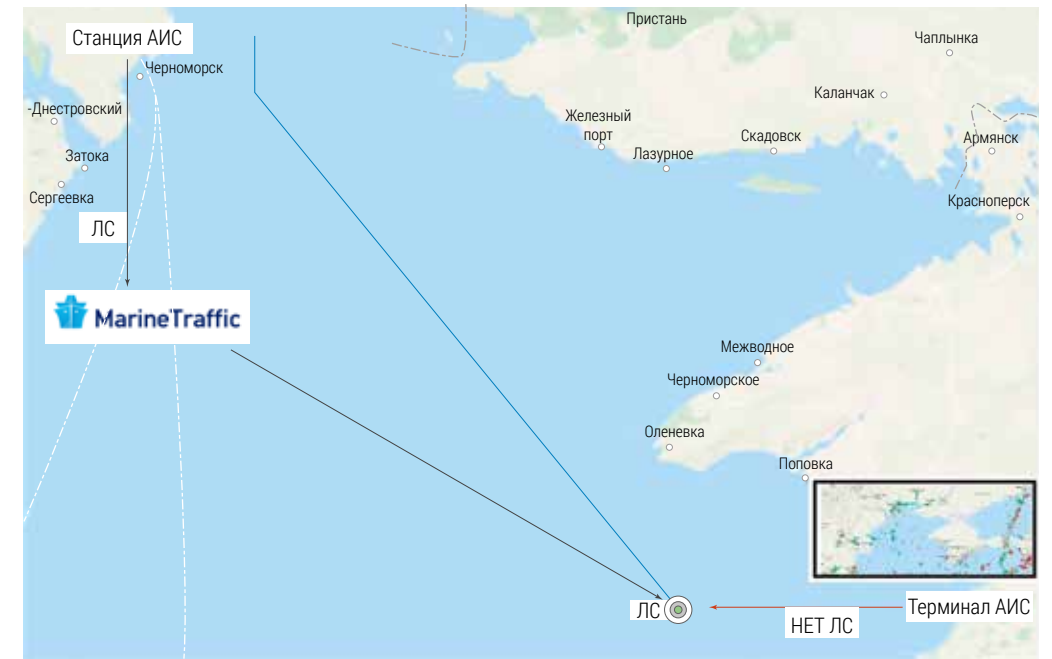 Станция АИС
Пристань
Чаплынка
Черноморск
Каланчак
-Днестровский
Железный
порт
Скадовск
Армянск
Затока
Лазурное
Сергеевка
Красноперск
ЛС
MarineTraffic
Межводное
Черноморское
Оленевка
Поповка
ЛС
Терминал АИС
НЕТ ЛС